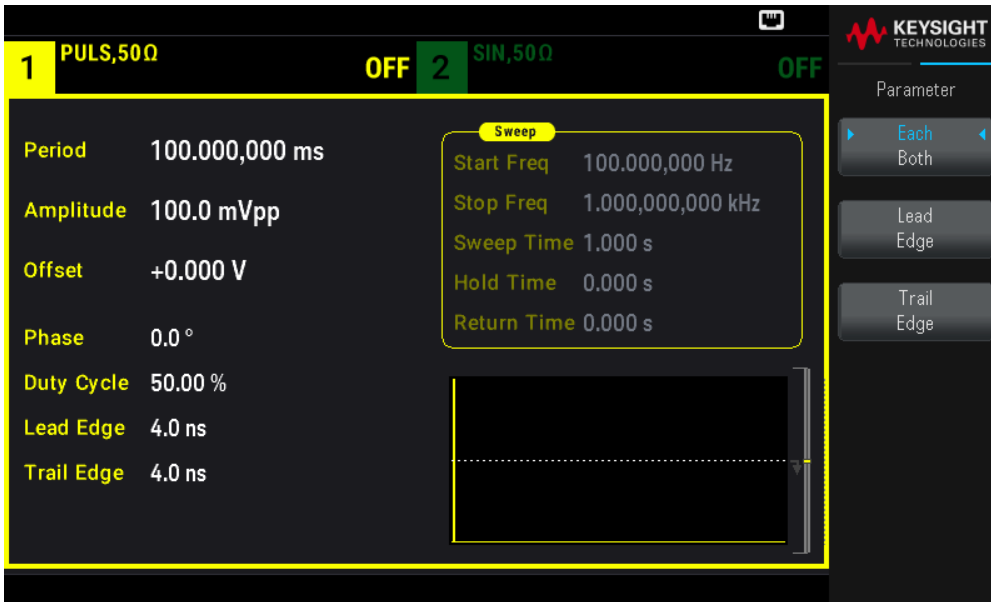 KEYSIGHT
TECHNOLOGIES
1 PULS,50Ω OFF 2 SIN,50Ω OFF
Period 100.000,000 ms
Amplitude 100.0 mVpp
Offset +0.000 V
Phase 0.0 °
Duty Cycle 50.00 %
Lead Edge 4.0 ns
Trail Edge 4.0 ns
Sweep
Start Freq 100.000,000 Hz
Stop Freq 1.000,000,000 kHz
Sweep Time 1.000 s
Hold Time 0.000 s
Return Time 0.000 s
Parameter
Each
Both
Lead
Edge
Trail
Edge